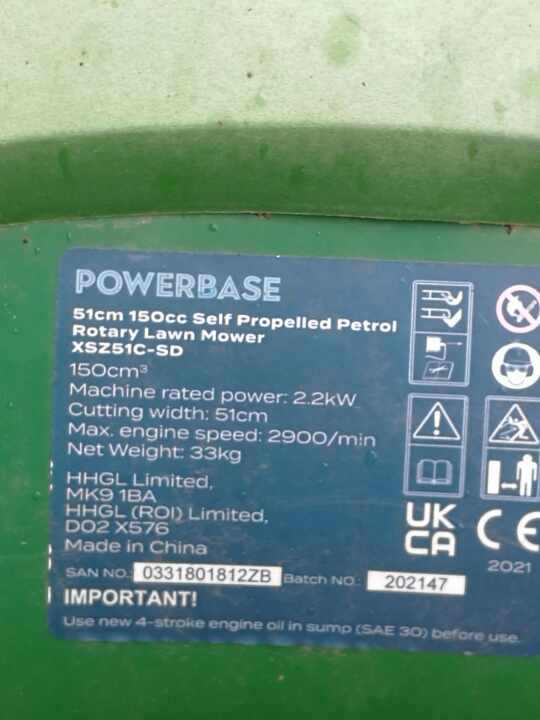 POWERBASE
51cm 150cc Self Propelled Petrol
Rotary Lawn Mower
XSZ51C-SD
150cm³
Machine rated power: 2.2kW
Cutting width: 51cm
Max. engine speed: 2900/min
Net Weight: 33kg
HHGL Limited,
MK9 1BA
HHGL (ROI) Limited,
D02 X576
Made in China
UK
CA
CE
2021
SAN NO.: 0331801812ZB Batch NO.: 202147
IMPORTANT!
Use new 4-stroke engine oil in sump (SAE 30) before use.